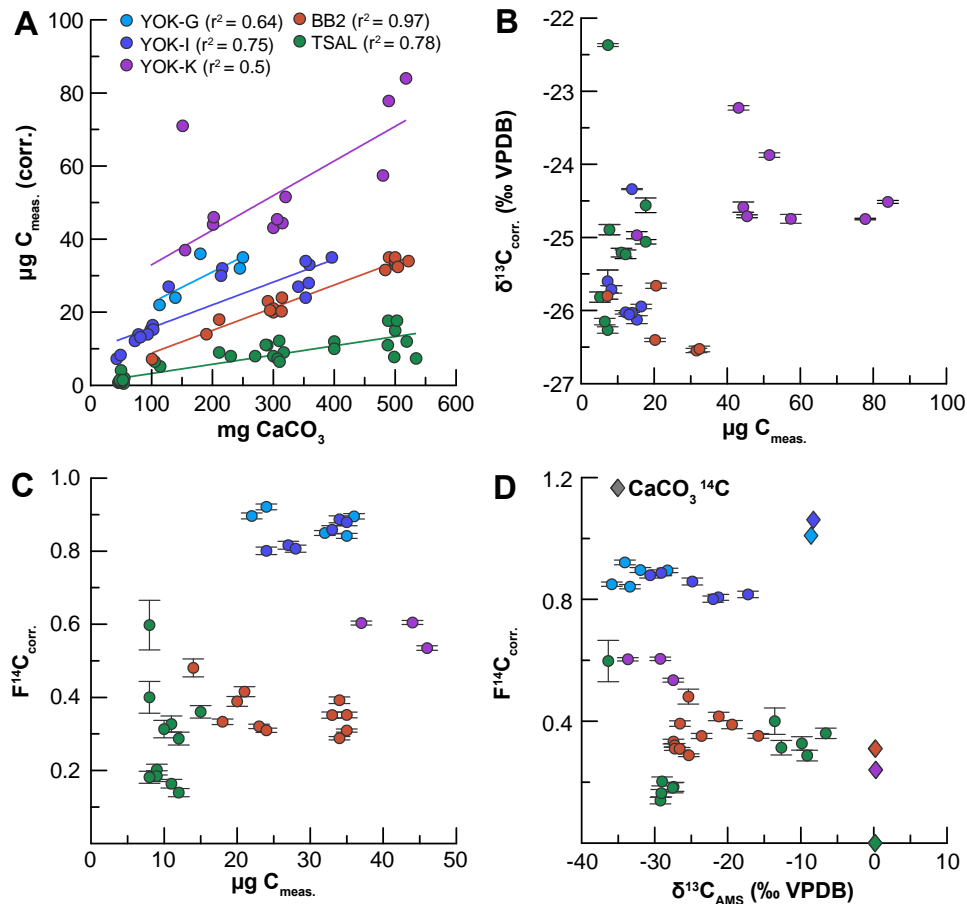 A
YOK-G (r² = 0.64)
BB2 (r² = 0.97)
YOK-I (r² = 0.75)
TSAL (r² = 0.78)
YOK-K (r² = 0.5)
µg C meas. (corr.)
100
80
60
40
20
0
0
100
200
300
400
500
600
mg CaCO₃
B
δ¹³C corr. (‰ VPDB)
-22
-23
-24
-25
-26
-27
0
20
40
60
80
100
µg C meas.
C
F¹⁴C corr.
1.0
0.8
0.6
0.4
0.2
0
10
20
30
40
50
µg C meas.
D
CaCO₃ ¹⁴C
F¹⁴C corr.
1.2
0.8
0.4
-40
-30
-20
-10
0
10
δ¹³C AMS (‰ VPDB)